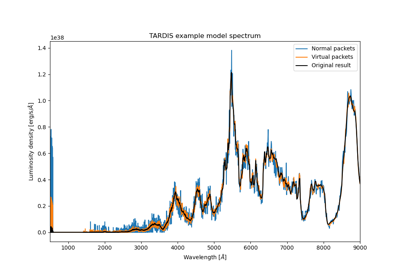 TARDIS example model spectrum
1e38
Normal packets
Virtual packets
Original result
1.4
1.2
1.0
0.8
0.6
0.4
0.2
0.0
Luminosity density [erg/s/Å]
1000 2000 3000 4000 5000 6000 7000 8000 9000
Wavelength [Å]